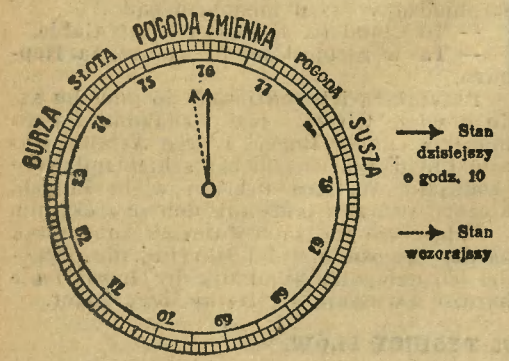 BURZA SŁOTA POGODA ZMIENNA POGODA SUSZA
73 74 75 76 77 79
67 68 69 70 71 72
Stan
dzisiejszy
o godz. 10
Stan
wczorajszy